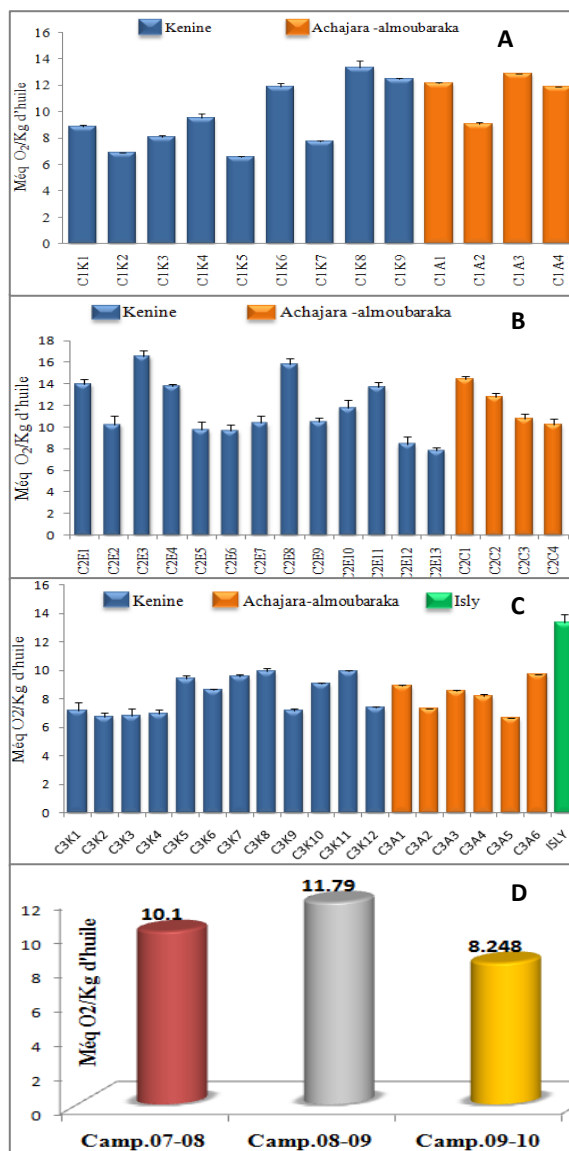 Kenine Achajara -almoubaraka A
Méq O2/Kg d'huile
16
14
12
10
8
6
4
2
0
C1K1 C1K2 C1K3 C1K4 C1K5 C1K6 C1K7 C1K8 C1K9 C1A1 C1A2 C1A3 C1A4
Kenine Achajara -almoubaraka B
Méq O2/Kg d'huile
18
16
14
12
10
8
6
4
2
0
C2E1 C2E2 C2E3 C2E4 C2E5 C2E6 C2E7 C2E8 C2E9 C2E10 C2E11 C2E12 C2E13 C2C1 C2C2 C2C3 C2C4
Kenine Achajara-almoubaraka Isly
C
Méq O2/Kg d'huile
16
14
12
10
8
6
4
2
0
C3K1 C3K2 C3K3 C3K4 C3K5 C3K6 C3K7 C3K8 C3K9 C3K10 C3K11 C3K12 C3A1 C3A2 C3A3 C3A4 C3A5 C3A6 ISLY
D
Méq O2/Kg d'huile
12
10
8
6
4
2
0
10.1 11.79 8.248
Camp.07-08 Camp.08-09 Camp.09-10